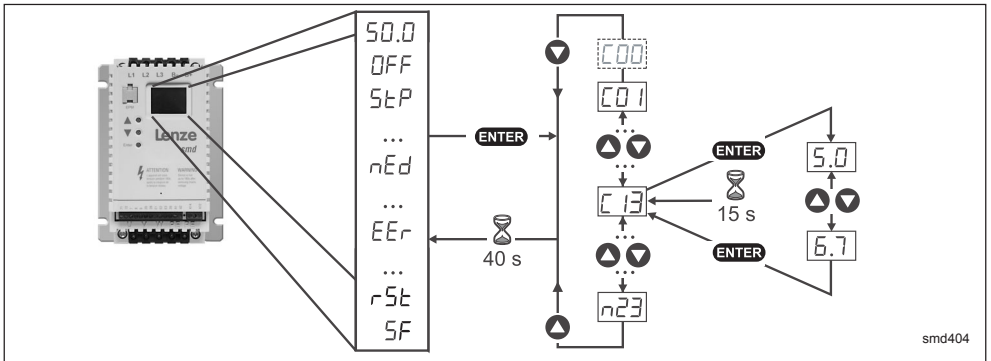 L1 L2 L3
Lenze
smd
ATTENTION WARNING
50.0
OFF
StP
...
nEd
...
EEr
...
rSt
SF
ENTER
40 s
C00
C01
...
...
C13
...
...
n23
ENTER
15 s
ENTER
5.0
6.7
smd404